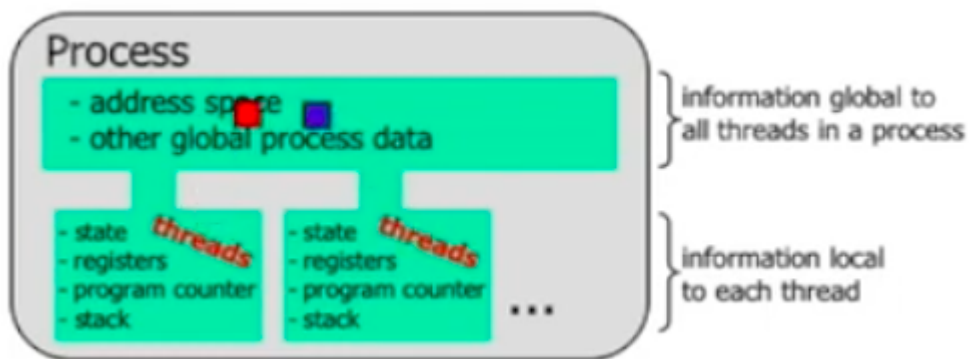 Process
- address space
- other global process data
information global to
all threads in a process
threads
- state
- registers
- program counter
- stack
threads
- state
- registers
- program counter
- stack
...
information local
to each thread